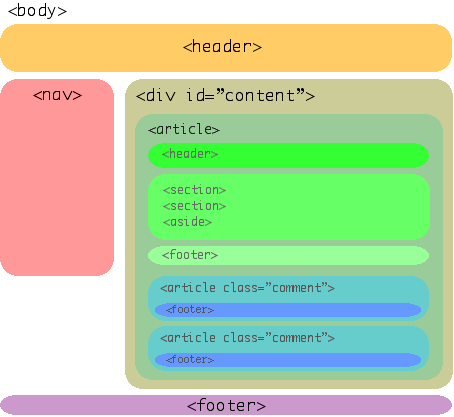 <body>
<header>
<nav>
<div id=”content”>
<article>
<header>
<section>
<section>
<aside>
<footer>
<article class=”comment”>
<footer>
<article class=”comment”>
<footer>
<footer>